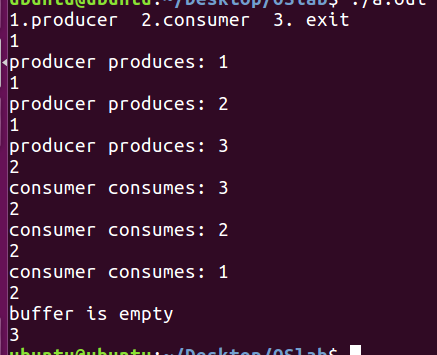 ubuntu@ubuntu:~/Desktop/OSlab$ ./a.out
1.producer  2.consumer  3. exit
1
producer produces: 1
1
producer produces: 2
1
producer produces: 3
2
consumer consumes: 3
2
consumer consumes: 2
2
consumer consumes: 1
2
buffer is empty
3
ubuntu@ubuntu:~/Desktop/OSlab$